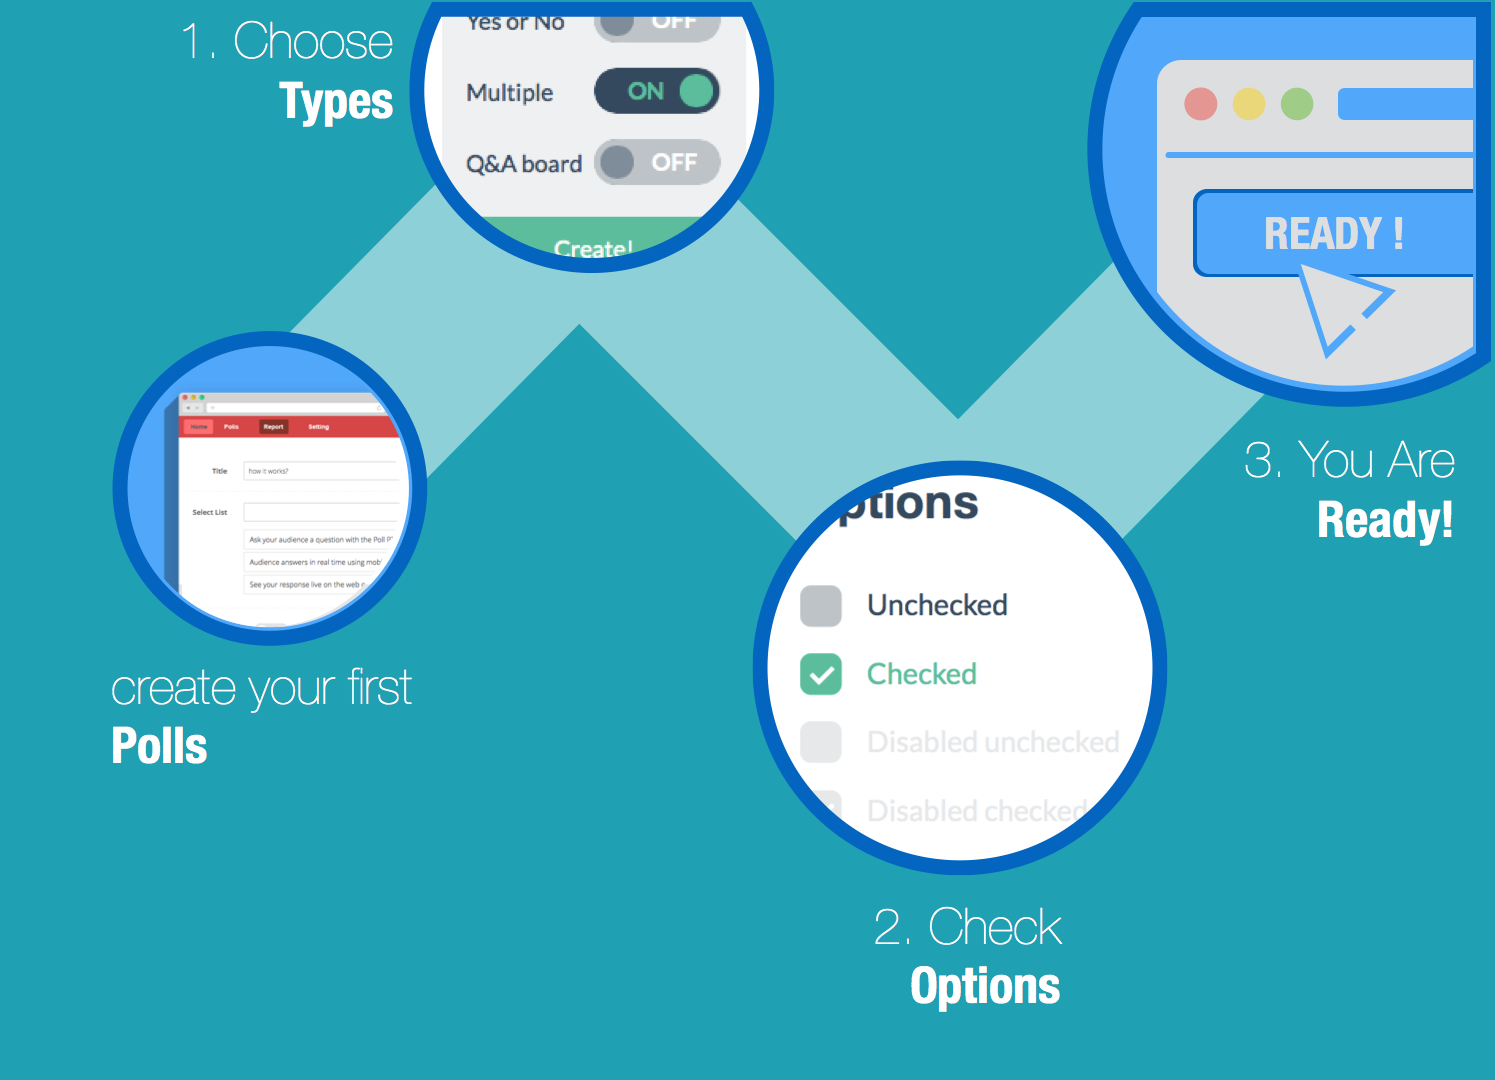 1. Choose
Types
Yes or No OFF
Multiple ON
Q&A board OFF
Create!
READY !
Home Polls Report Setting
Title how it works?
Select List
Ask your audience a question with the Poll
Audience answers in real time using
See your response live on the web
create your first
Polls
ptions
Unchecked
Checked
Disabled unchecked
Disabled checked
2. Check
Options
3. You Are
Ready!